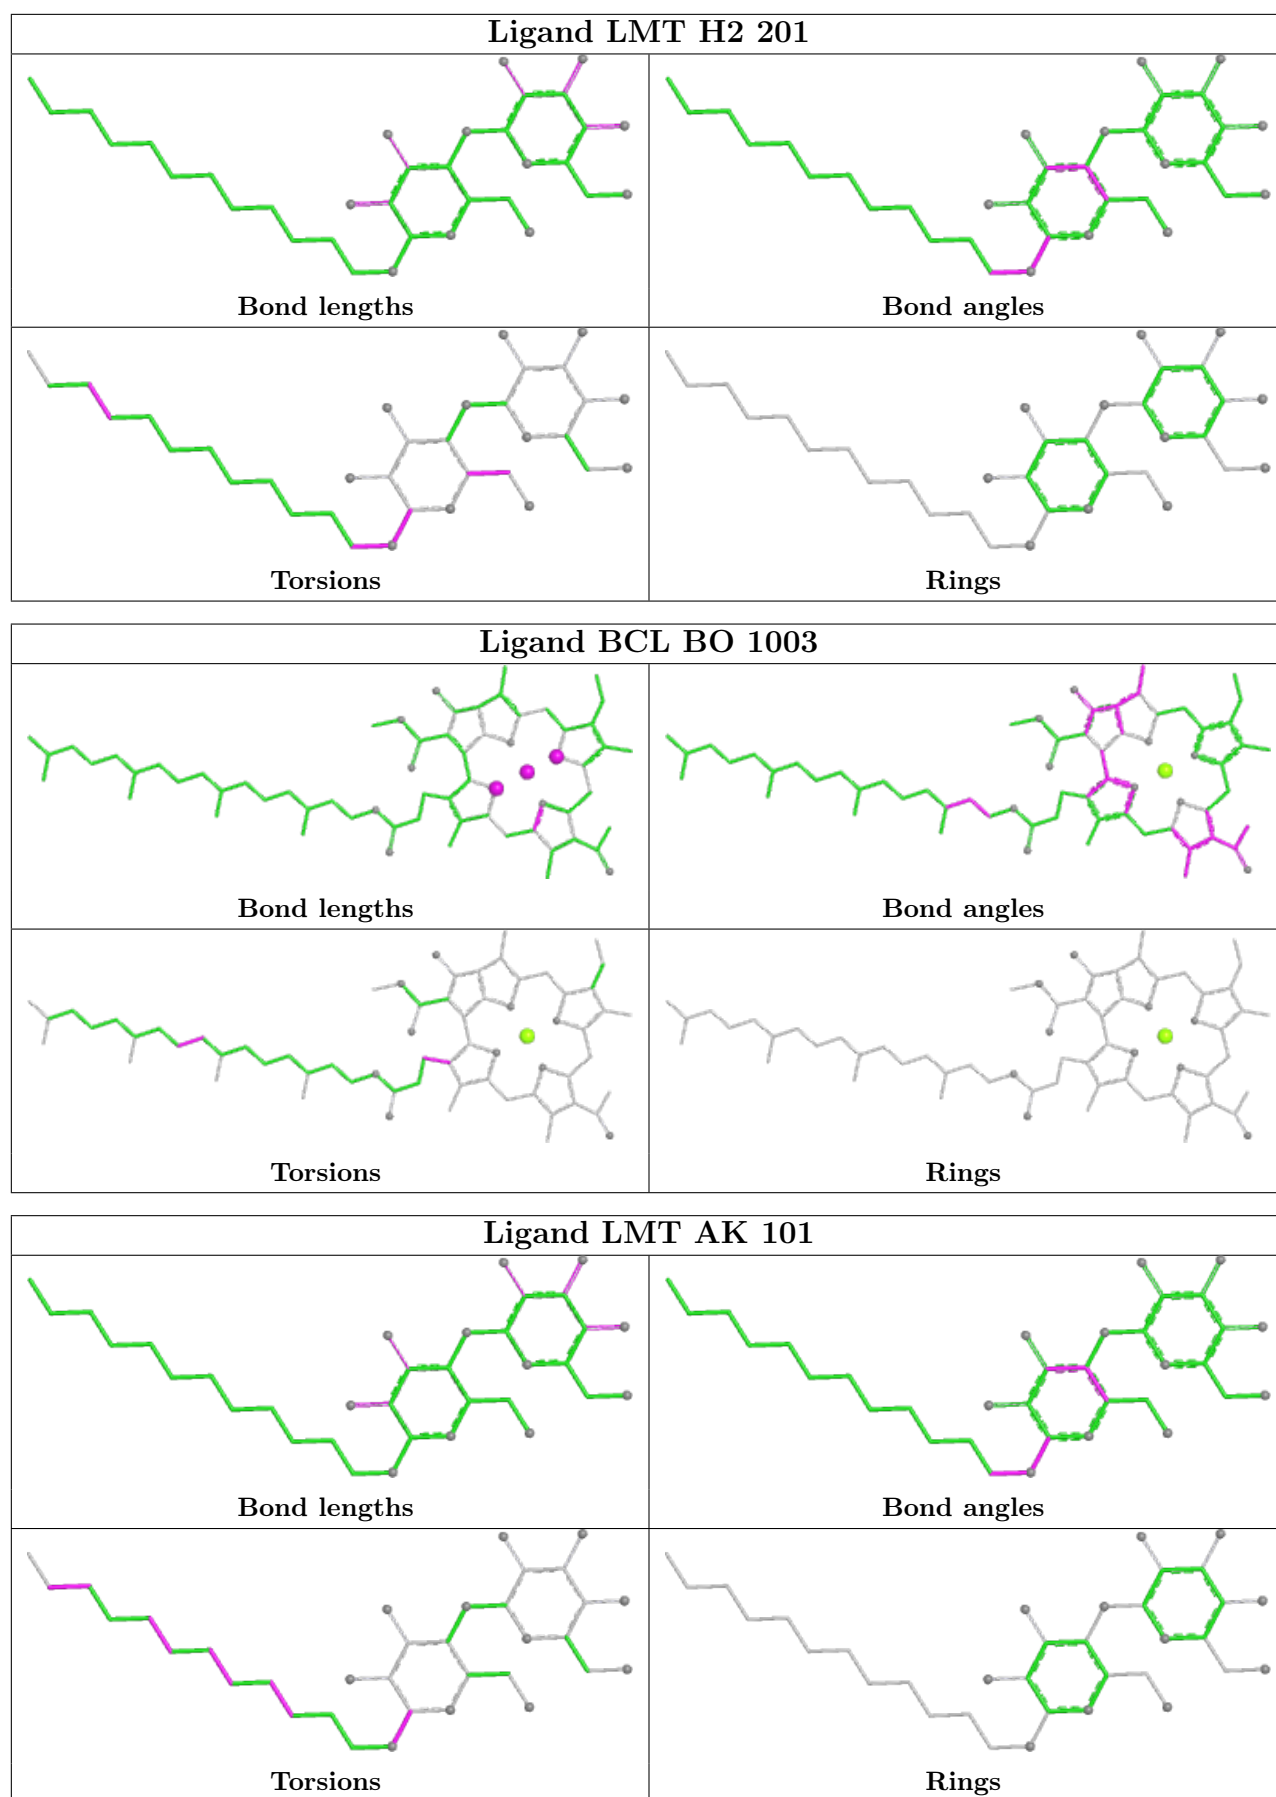 Ligand LMT H2 201
Bond lengths
Bond angles
Torsions
Rings
Ligand BCL BO 1003
Bond lengths
Bond angles
Torsions
Rings
Ligand LMT AK 101
Bond lengths
Bond angles
Torsions
Rings